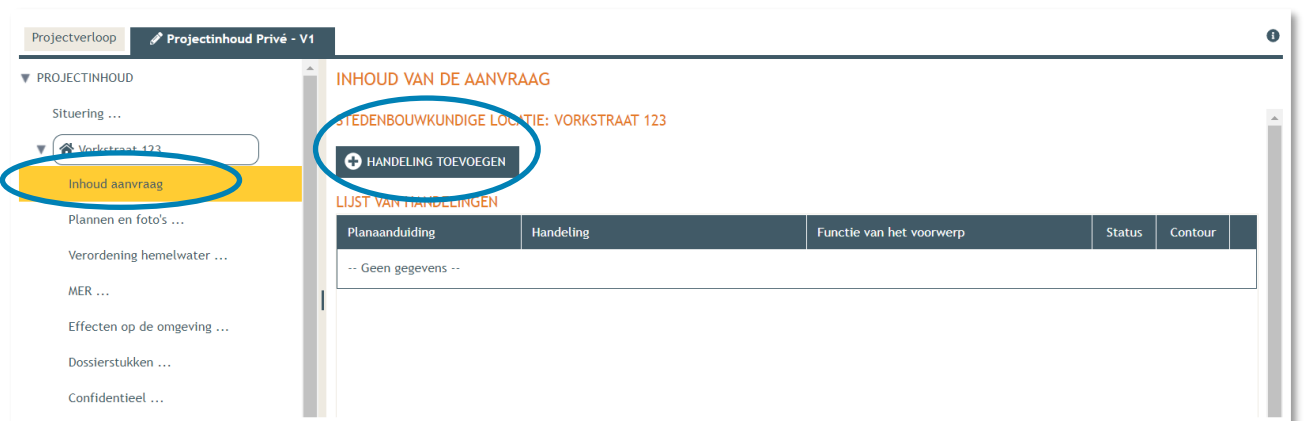 Projectverloop
Projectinhoud Privé - V1
PROJECTINHOUD
Situering ...
Vorkstraat 123
Inhoud aanvraag
Plannen en foto's ...
Verordening hemelwater ...
MER ...
Effecten op de omgeving ...
Dossierstukken ...
Confidentieel ...
INHOUD VAN DE AANVRAAG
STEDENBOUWKUNDIGE LOCATIE: VORKSTRAAT 123
HANDELING TOEVOEGEN
LIJST VAN HANDELINGEN
Planaanduiding Handeling Functie van het voorwerp Status Contour
-- Geen gegevens --